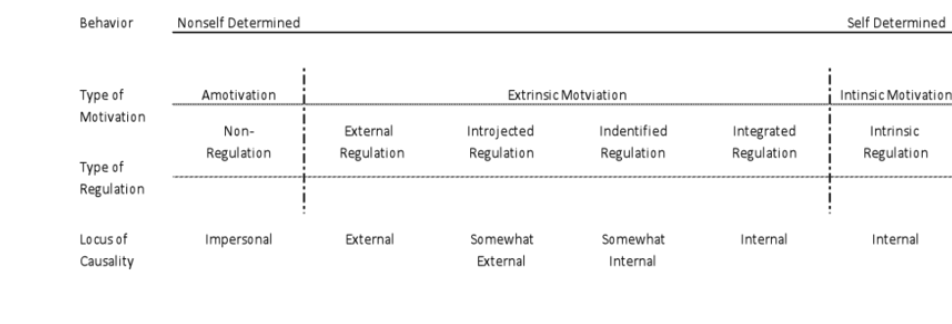 Behavior Nonself Determined Self Determined
Type of Amotivation Extrinsic Motviation Intinsic Motivation
Motivation
Non- External Introjected Indentified Integrated Intrinsic
Regulation Regulation Regulation Regulation Regulation Regulation
Type of
Regulation
Locus of Impersonal External Somewhat Somewhat Internal Internal
Causality External Internal